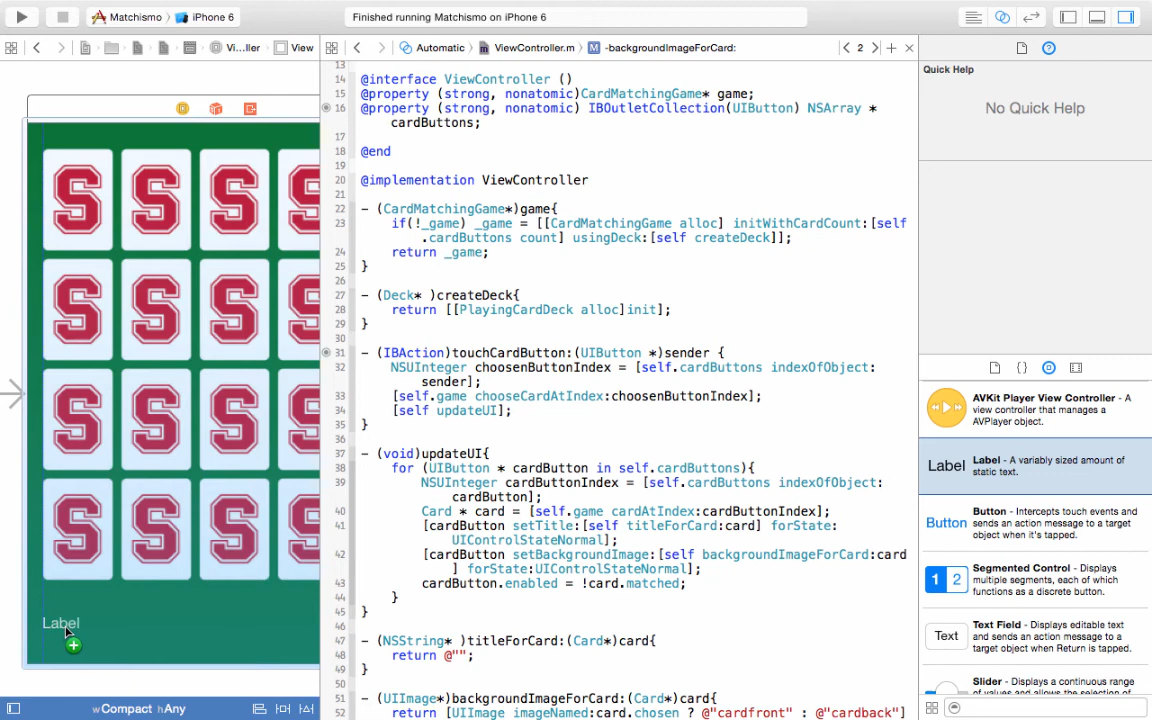 Matchismo
iPhone 6
Finished running Matchismo on iPhone 6
Vi...ller
View
Automatic
ViewController.m
-backgroundImageForCard:
2
13
14 @interface ViewController ()
15 @property (strong, nonatomic)CardMatchingGame* game;
16 @property (strong, nonatomic) IBOutletCollection(UIButton) NSArray *
cardButtons;
17
18 @end
19
20 @implementation ViewController
21
22 - (CardMatchingGame*)game{
23 if(!_game) _game = [[CardMatchingGame alloc] initWithCardCount:[self
.cardButtons count] usingDeck:[self createDeck]];
24 return _game;
25 }
26
27 - (Deck* )createDeck{
28 return [[PlayingCardDeck alloc]init];
29 }
30
31 - (IBAction)touchCardButton:(UIButton *)sender {
32 NSUInteger choosenButtonIndex = [self.cardButtons indexOfObject:
sender];
33 [self.game chooseCardAtIndex:choosenButtonIndex];
34 [self updateUI];
35 }
36
37 - (void)updateUI{
38 for (UIButton * cardButton in self.cardButtons){
39 NSUInteger cardButtonIndex = [self.cardButtons indexOfObject:
cardButton];
40 Card * card = [self.game cardAtIndex:cardButtonIndex];
41 [cardButton setTitle:[self titleForCard:card] forState:
UIControlStateNormal];
42 [cardButton setBackgroundImage:[self backgroundImageForCard:card
] forState:UIControlStateNormal];
43 cardButton.enabled = !card.matched;
44 }
45 }
46
47 - (NSString* )titleForCard:(Card*)card{
48 return @"";
49 }
50
51 - (UIImage*)backgroundImageForCard:(Card*)card{
52 return [UIImage imageNamed:card.chosen ? @"cardfront" : @"cardback"]
S S S S
S S S S
S S S S
S S S S
Label
wCompact hAny
Quick Help
No Quick Help
AVKit Player View Controller - A
view controller that manages a
AVPlayer object.
Label
Label - A variably sized amount of
static text.
Button
Button - Intercepts touch events and
sends an action message to a target
object when it's tapped.
1 2
Segmented Control - Displays
multiple segments, each of which
functions as a discrete button.
Text
Text Field - Displays editable text
and sends an action message to a
target object when Return is tapped.
Slider - Displays a continuous range
of values and allows the selection of